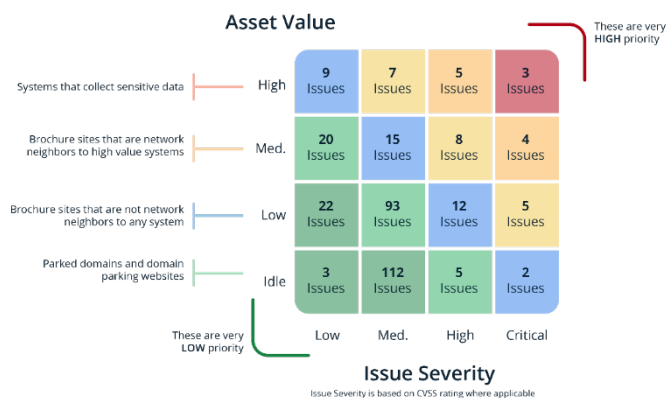 Asset Value
These are very
HIGH priority
Systems that collect sensitive data
High
9
Issues
7
Issues
5
Issues
3
Issues
Brochure sites that are network
neighbors to high value systems
Med.
20
Issues
15
Issues
8
Issues
4
Issues
Brochure sites that are not network
neighbors to any system
Low
22
Issues
93
Issues
12
Issues
5
Issues
Parked domains and domain
parking websites
Idle
3
Issues
112
Issues
5
Issues
2
Issues
These are very
LOW priority
Low
Med.
High
Critical
Issue Severity
Issue Severity is based on CVSS rating where applicable